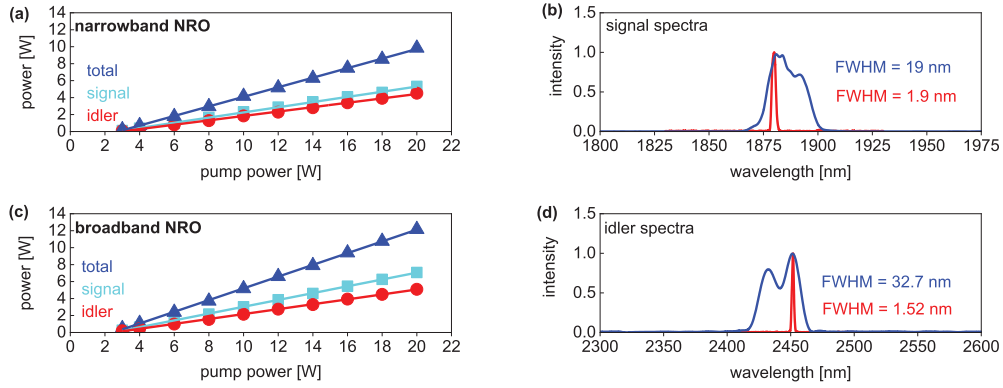 (a)
narrowband NRO
total
signal
idler
power [W]
14
12
10
8
6
4
2
0
0 2 4 6 8 10 12 14 16 18 20 22
pump power [W]
(b)
signal spectra
FWHM = 19 nm
FWHM = 1.9 nm
intensity
1.5
1.0
0.5
0.0
1800 1825 1850 1875 1900 1925 1950 1975
wavelength [nm]
(c)
broadband NRO
total
signal
idler
power [W]
14
12
10
8
6
4
2
0
0 2 4 6 8 10 12 14 16 18 20 22
pump power [W]
(d)
idler spectra
FWHM = 32.7 nm
FWHM = 1.52 nm
intensity
1.5
1.0
0.5
0.0
2300 2350 2400 2450 2500 2550 2600
wavelength [nm]